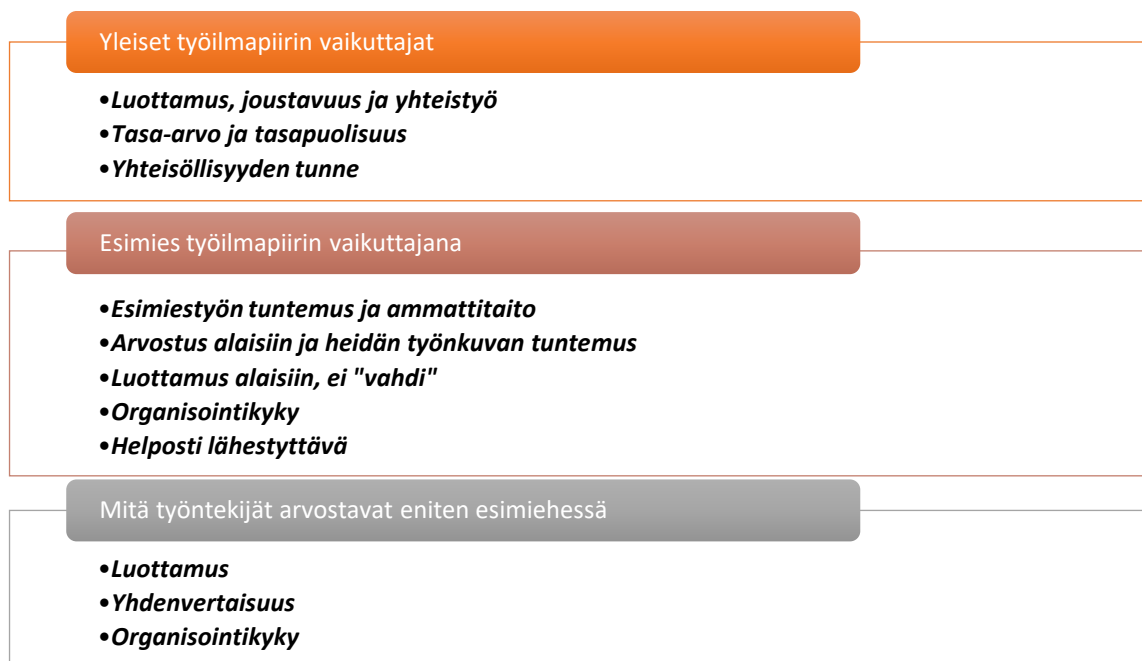 Yleiset työilmapiirin vaikuttajat
•Luottamus, joustavuus ja yhteistyö
•Tasa-arvo ja tasapuolisuus
•Yhteisöllisyyden tunne
Esimies työilmapiirin vaikuttajana
•Esimiestyön tuntemus ja ammattitaito
•Arvostus alaisiin ja heidän työnkuvan tuntemus
•Luottamus alaisiin, ei "vahdi"
•Organisointikyky
•Helposti lähestyttävä
Mitä työntekijät arvostavat eniten esimiehessä
•Luottamus
•Yhdenvertaisuus
•Organisointikyky